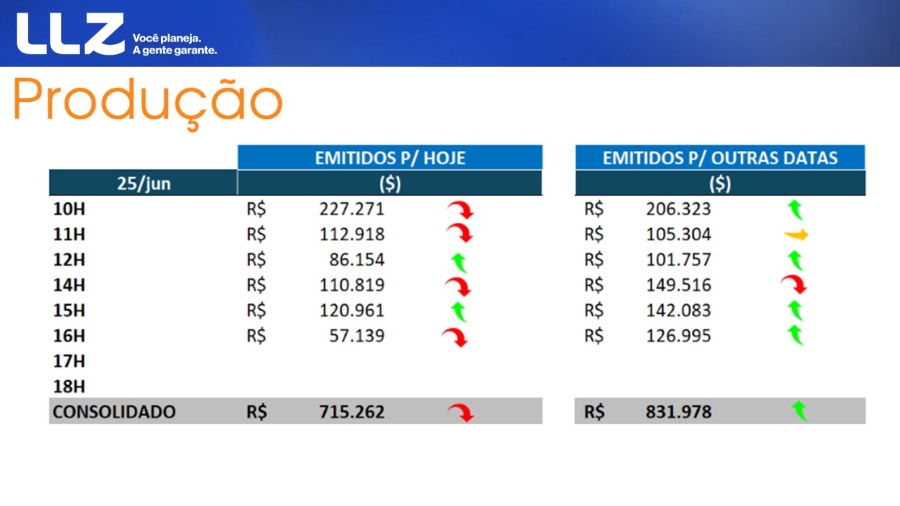 LLZ Você planeja.
A gente garante.
Produção
EMITIDOS P/ HOJE EMITIDOS P/ OUTRAS DATAS
25/jun ($) ($)
10H R$ 227.271 R$ 206.323
11H R$ 112.918 R$ 105.304
12H R$ 86.154 R$ 101.757
14H R$ 110.819 R$ 149.516
15H R$ 120.961 R$ 142.083
16H R$ 57.139 R$ 126.995
17H
18H
CONSOLIDADO R$ 715.262 R$ 831.978